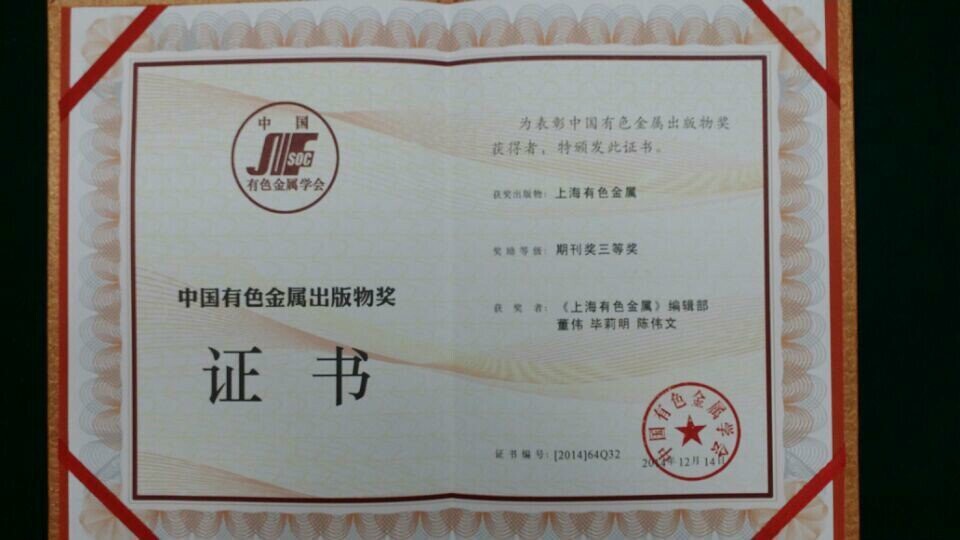 中国
SOC
有色金属学会
中国有色金属出版物奖
证书
为表彰中国有色金属出版物奖
获得者，特颁发此证书。
获奖出版物：上海有色金属
奖励等级：期刊奖三等奖
获奖者：《上海有色金属》编辑部
董伟 毕莉明 陈伟文
证书编号：[2014]64Q32
中国有色金属学会
2014年12月14日